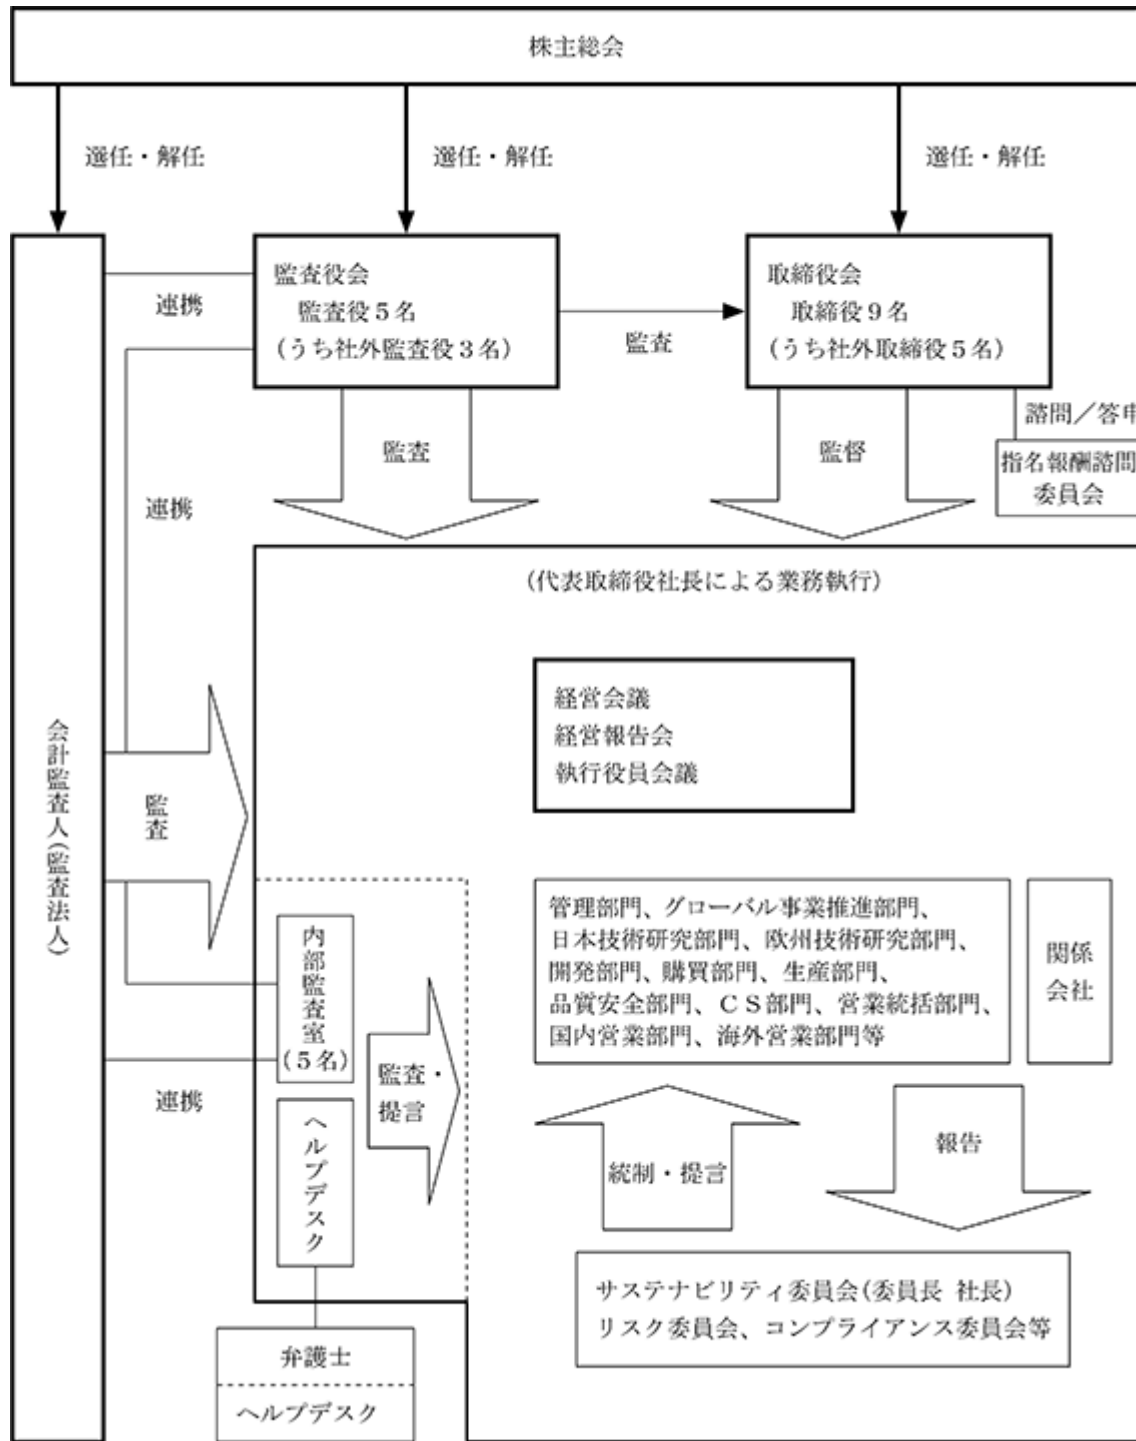 株主総会
選任・解任
選任・解任
選任・解任
監査役会
監査役5名
(うち社外監査役3名)
連携
監査
取締役会
取締役9名
(うち社外取締役5名)
諮問／答申
指名報酬諮問
委員会
監査
監督
連携
(代表取締役社長による業務執行)
経営会議
経営報告会
執行役員会議
会計監査人(監査法人)
監査
管理部門、グローバル事業推進部門、
日本技術研究部門、欧州技術研究部門、
開発部門、購買部門、生産部門、
品質安全部門、CS部門、営業統括部門、
国内営業部門、海外営業部門等
関係
会社
内部監査室
(5名)
監査・
提言
連携
ヘルプデスク
統制・提言
報告
サステナビリティ委員会(委員長 社長)
リスク委員会、コンプライアンス委員会等
弁護士
ヘルプデスク